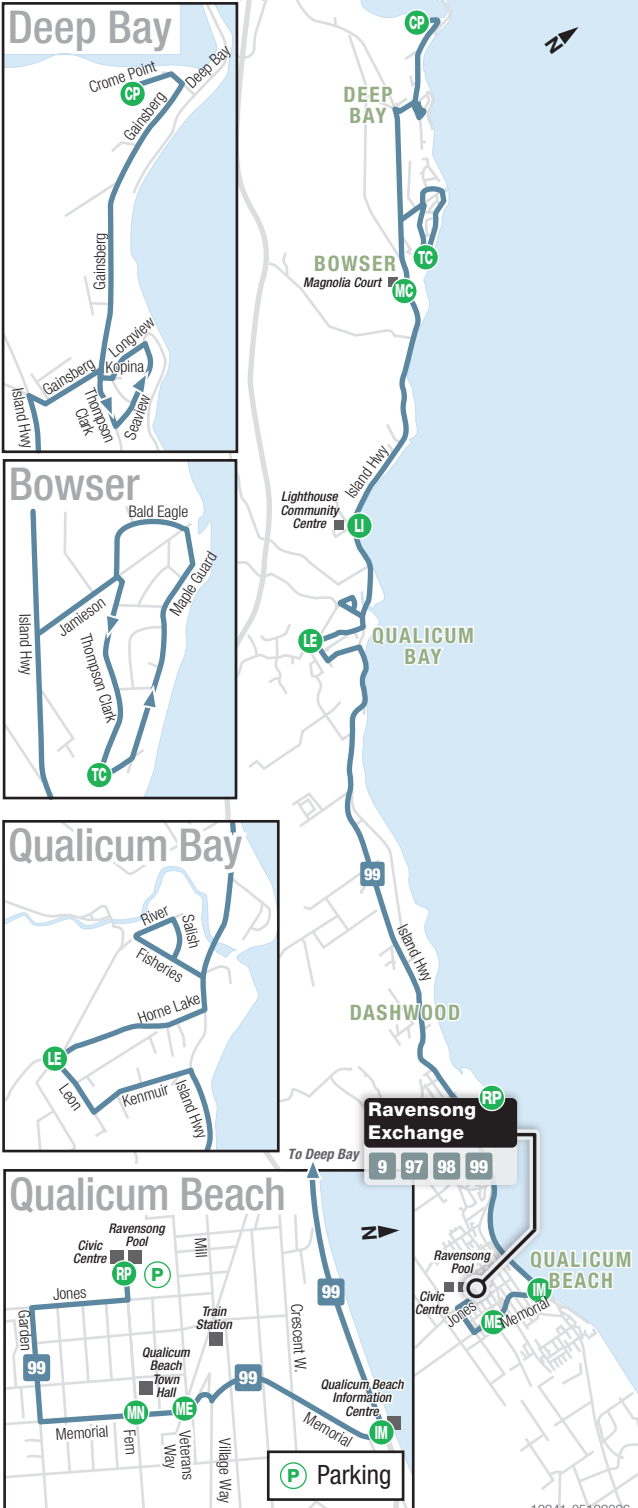 Deep Bay
Crome Point
Deep Bay
CP
Gainsberg
Gainsberg
Longview
Kopina
Gainsberg
Island Hwy
Thompson
Clark
Seaview
Bowser
Bald Eagle
Maple Guard
Jamieson
Island Hwy
Thompson Clark
TC
Qualicum Bay
River
Salish
Fisheries
Horne Lake
LE
Leon
Kenmuir
Island Hwy
Qualicum Beach
Ravensong
Pool
Civic
Centre
RP
P
Mill
Jones
Garden
99
Train
Station
Qualicum
Beach
Town
Hall
99
Crescent W.
99
Qualicum Beach
Information
Centre
MN
ME
IM
Memorial
Memorial
Fern
Veterans
Way
Village Way
P Parking
N
To Deep Bay
N
CP
DEEP
BAY
TC
BOWSER
Magnolia Court
MC
Island Hwy
Lighthouse
Community
Centre
LI
LE
QUALICUM
BAY
99
Island Hwy
DASHWOOD
RP
Ravensong
Exchange
9 97 98 99
Ravensong
Pool
Civic
Centre
QUALICUM
BEACH
IM
Jones
ME
Memorial